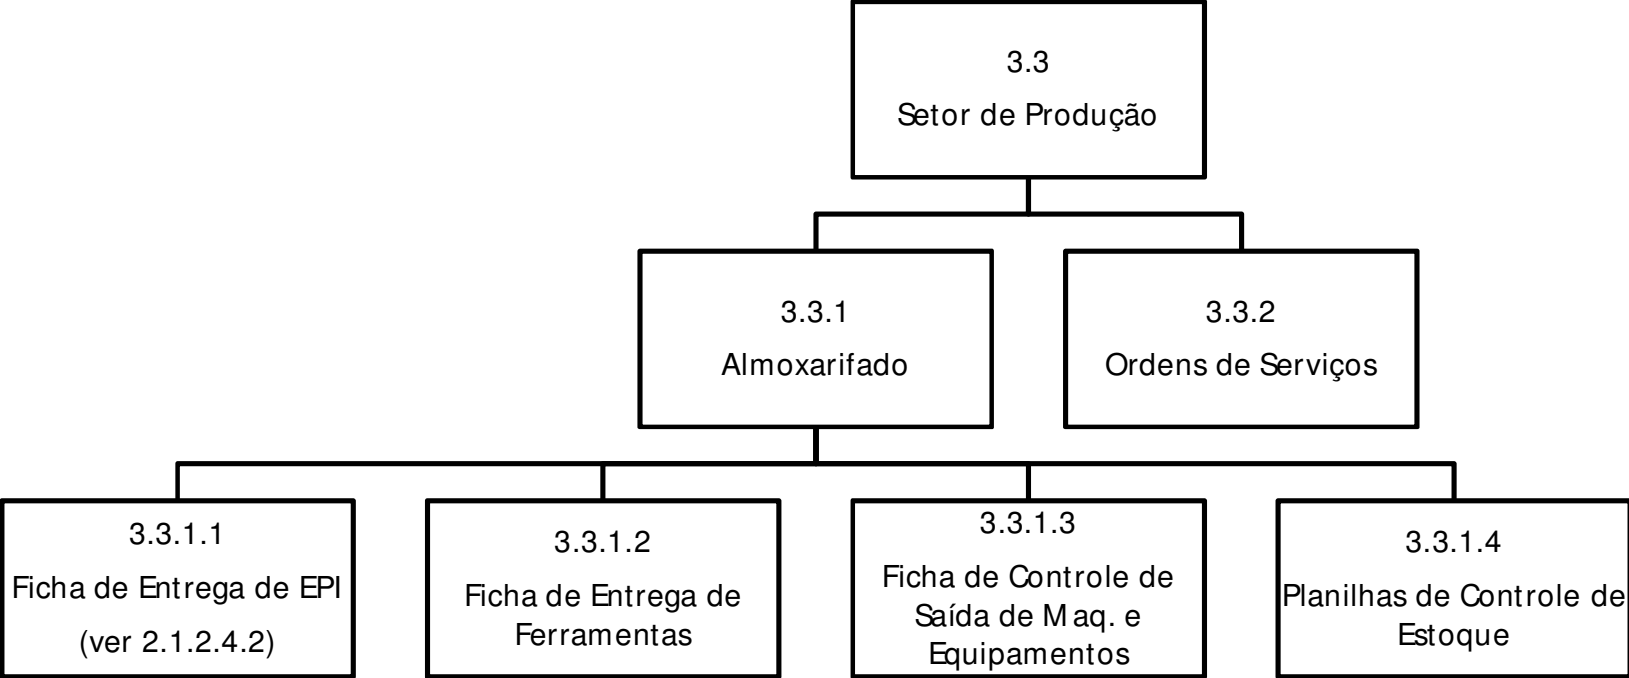 3.3
Setor de Produção
3.3.1
Almoxarifado
3.3.2
Ordens de Serviços
3.3.1.1
Ficha de Entrega de EPI
(ver 2.1.2.4.2)
3.3.1.2
Ficha de Entrega de
Ferramentas
3.3.1.3
Ficha de Controle de
Saída de Maq. e
Equipamentos
3.3.1.4
Planilhas de Controle de
Estoque